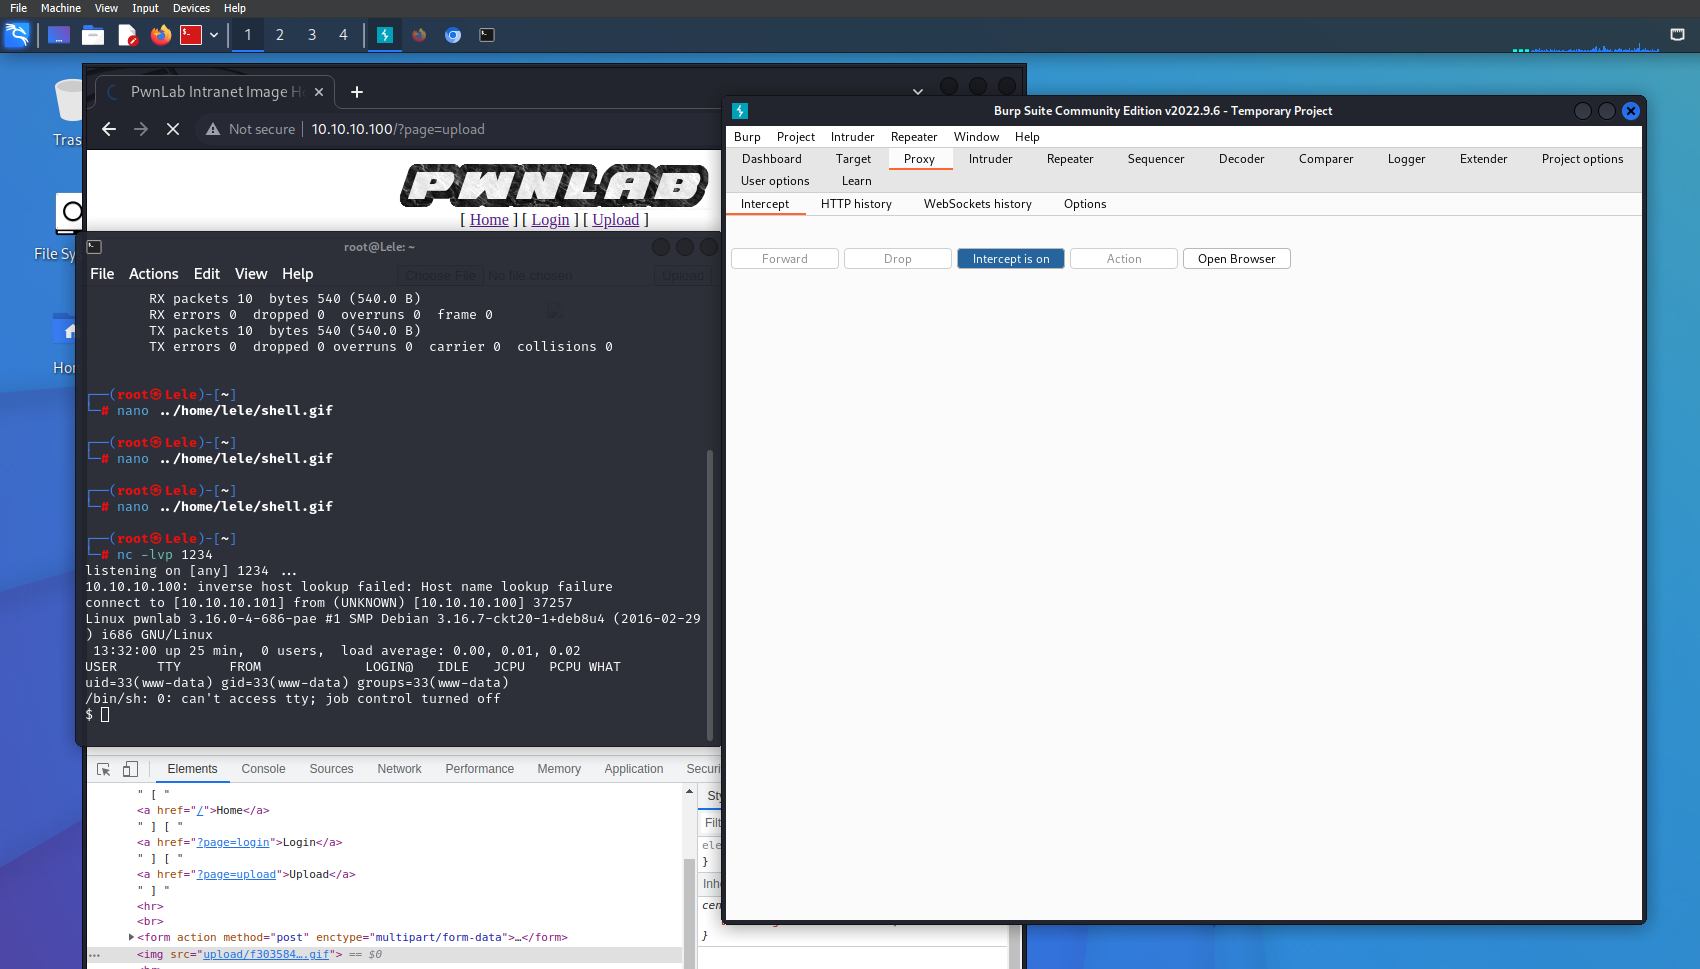 File Machine View Input Devices Help
1 2 3 4
PwnLab Intranet Image Ho
Not secure 10.10.10.100/?page=upload
PWNLAB
[ Home ] [ Login ] [ Upload ]
Choose File No file chosen Upload
Tras
File Sy
Hor
root@Lele: ~
File Actions Edit View Help
RX packets 10 bytes 540 (540.0 B)
RX errors 0 dropped 0 overruns 0 frame 0
TX packets 10 bytes 540 (540.0 B)
TX errors 0 dropped 0 overruns 0 carrier 0 collisions 0
┌──(root㉿Lele)-[~]
└─# nano ../home/lele/shell.gif
┌──(root㉿Lele)-[~]
└─# nano ../home/lele/shell.gif
┌──(root㉿Lele)-[~]
└─# nano ../home/lele/shell.gif
┌──(root㉿Lele)-[~]
└─# nc -lvp 1234
listening on [any] 1234 ...
10.10.10.100: inverse host lookup failed: Host name lookup failure
connect to [10.10.10.101] from (UNKNOWN) [10.10.10.100] 37257
Linux pwnlab 3.16.0-4-686-pae #1 SMP Debian 3.16.7-ckt20-1+deb8u4 (2016-02-29
) i686 GNU/Linux
13:32:00 up 25 min, 0 users, load average: 0.00, 0.01, 0.02
USER TTY FROM LOGIN@ IDLE JCPU PCPU WHAT
uid=33(www-data) gid=33(www-data) groups=33(www-data)
/bin/sh: 0: can't access tty; job control turned off
$
Elements Console Sources Network Performance Memory Application Securi
" [ "
<a href="/">Home</a>
" ] [ "
<a href="?page=login">Login</a>
" ] [ "
<a href="?page=upload">Upload</a>
" ] "
<hr>
<br>
<form action method="post" enctype="multipart/form-data">…</form>
<img src="upload/f303584….gif"> == $0
Sty
Filt
ele
}
Inhe
cen
}
Burp Suite Community Edition v2022.9.6 - Temporary Project
Burp Project Intruder Repeater Window Help
Dashboard Target Proxy Intruder Repeater Sequencer Decoder Comparer Logger Extender Project options
User options Learn
Intercept HTTP history WebSockets history Options
Forward Drop Intercept is on Action Open Browser